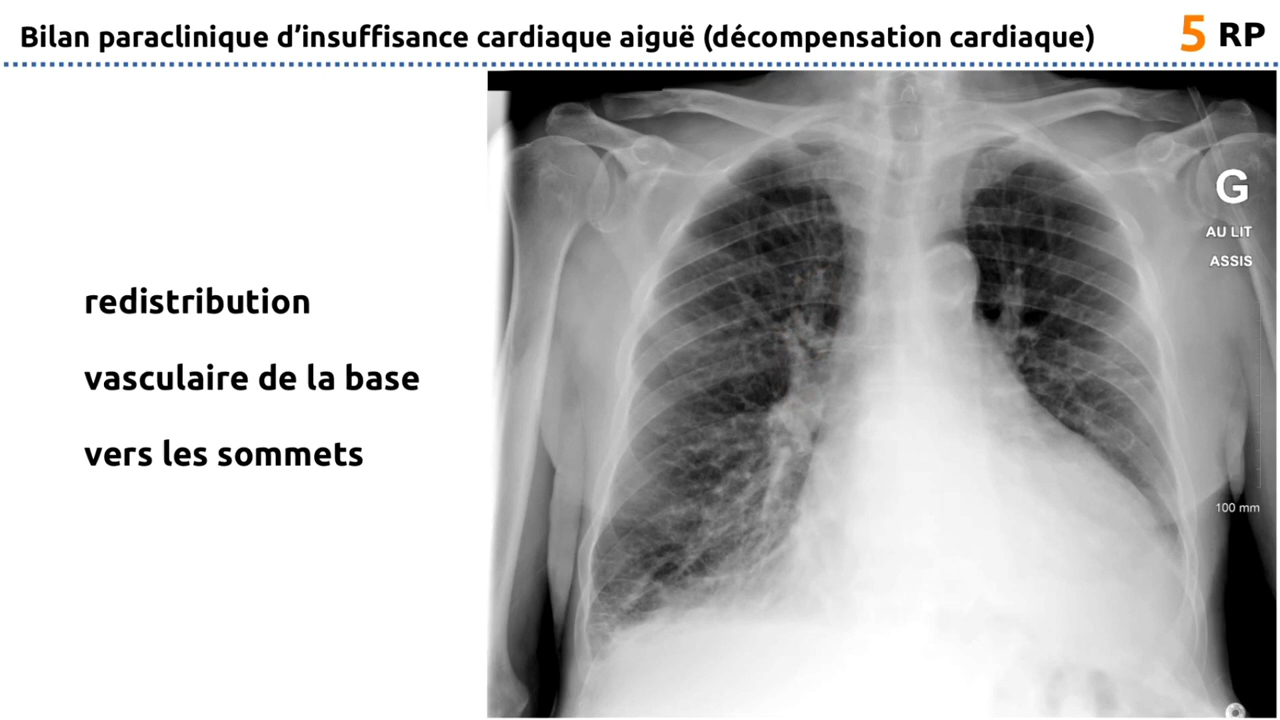 Bilan paraclinique d’insuffisance cardiaque aiguë (décompensation cardiaque)
5 RP
redistribution
vasculaire de la base
vers les sommets
G
AU LIT
ASSIS
100 mm